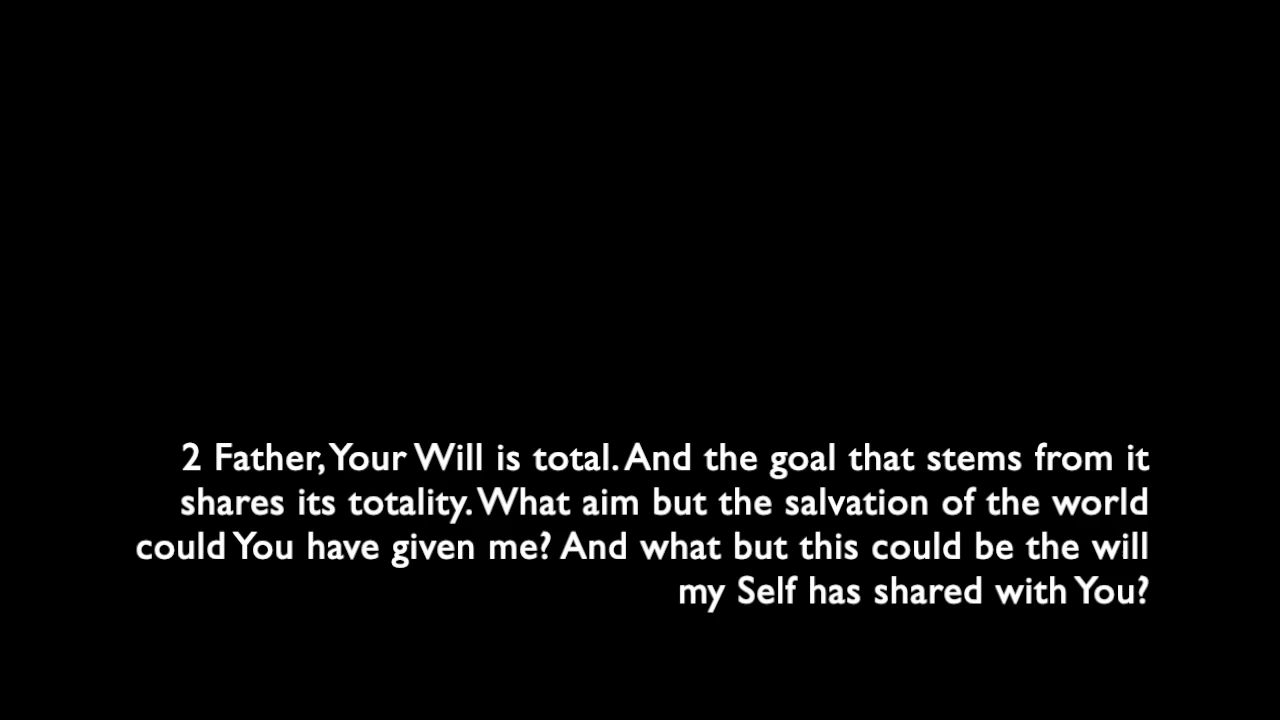 2 Father, Your Will is total. And the goal that stems from it
shares its totality. What aim but the salvation of the world
could You have given me? And what but this could be the will
my Self has shared with You?